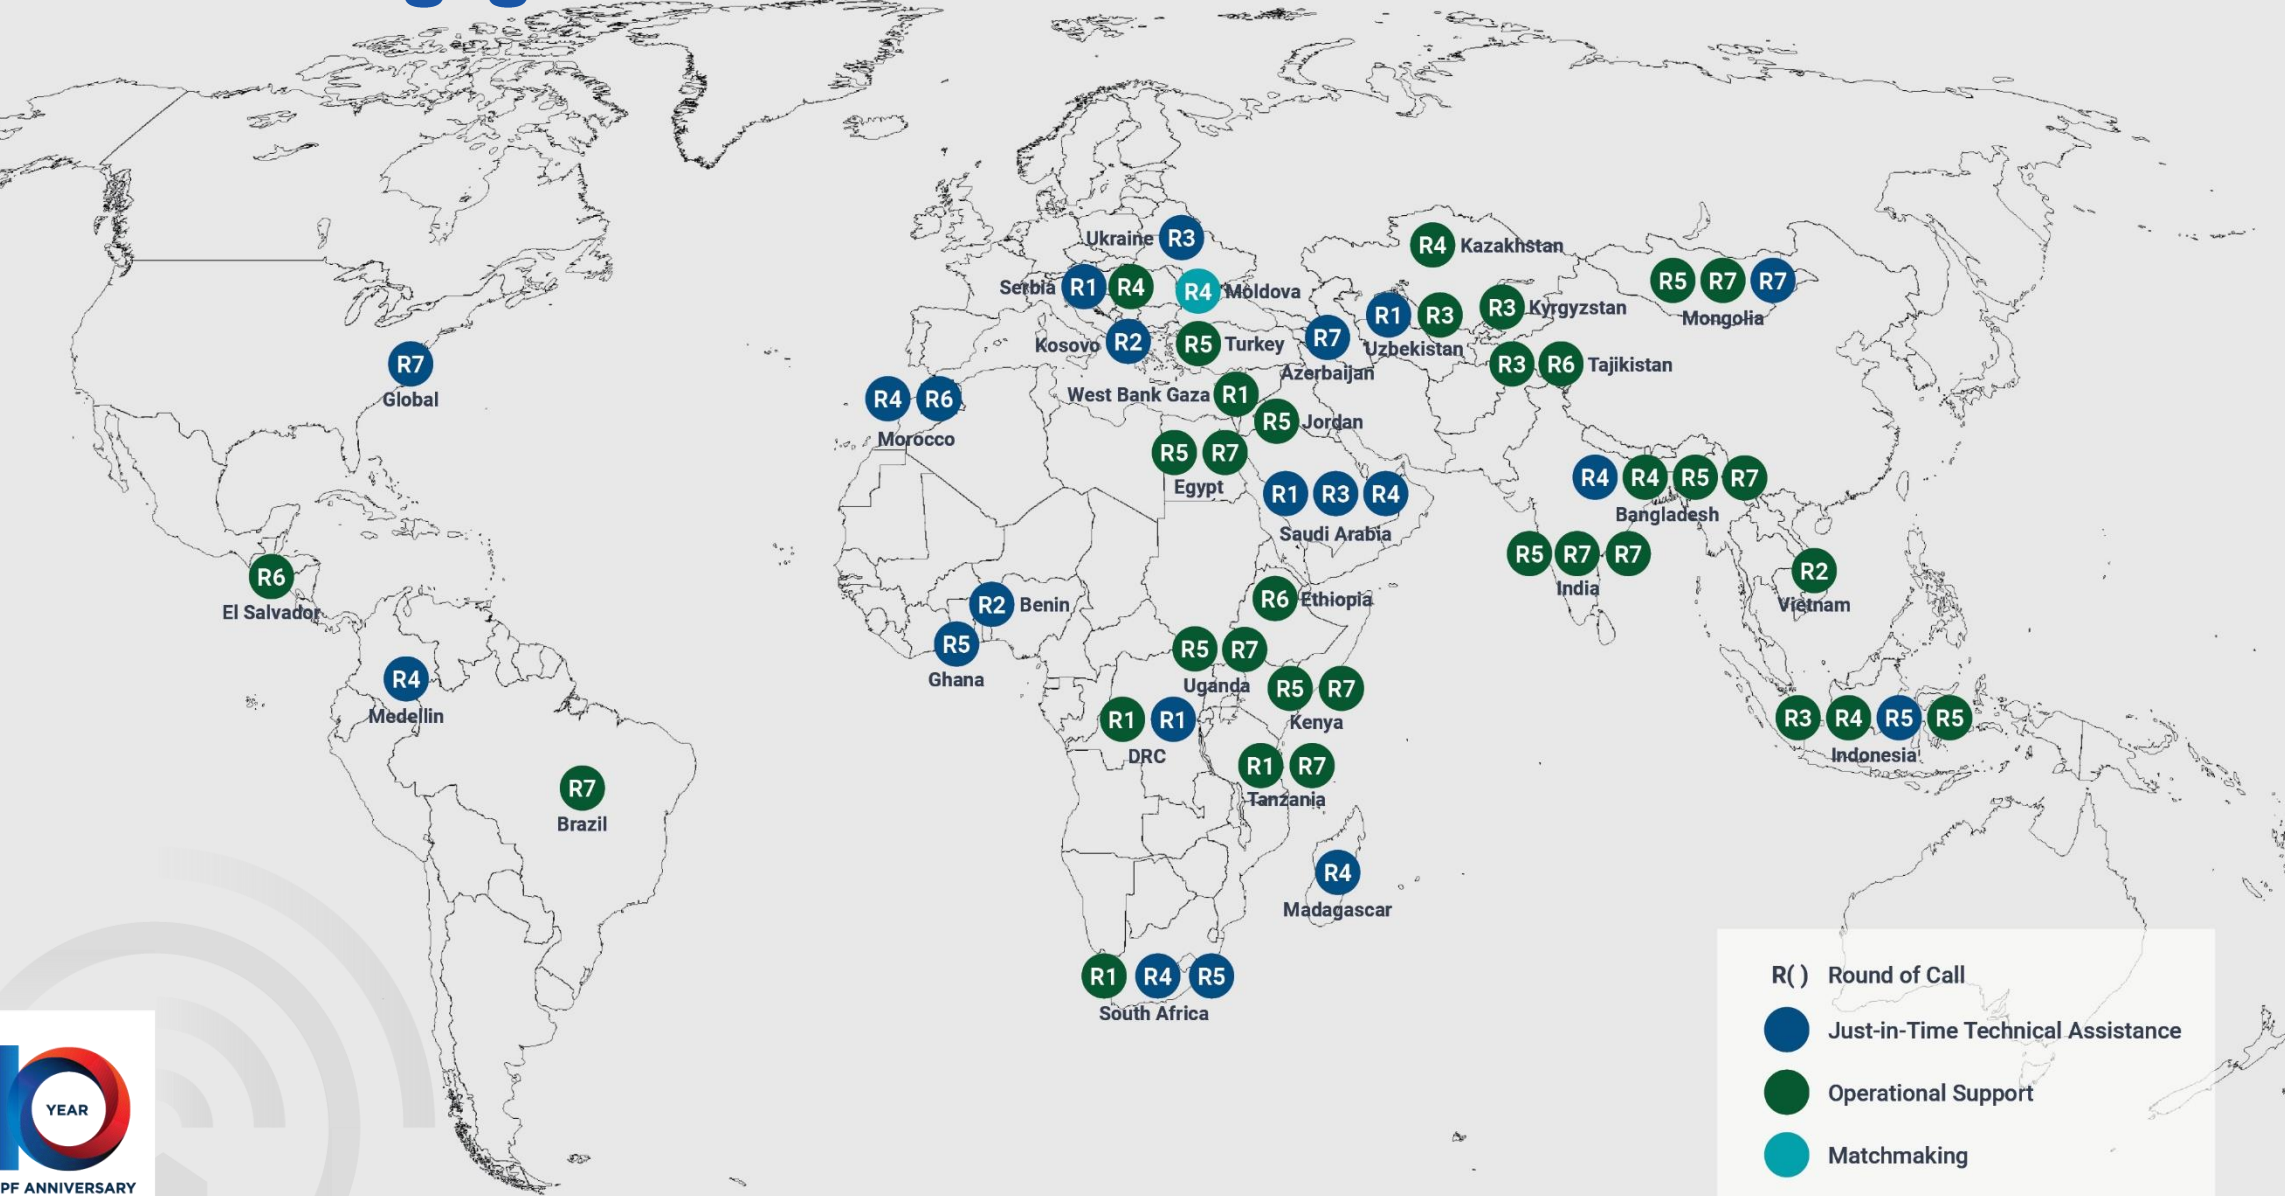 Ukraine R3
R4 Kazakhstan
Serbia R1 R4
R4 Moldova
R5 R7 R7
Mongolia
R1 R3
Uzbekistan
R3 Kyrgyzstan
Kosovo R2
R5 Turkey
R7
Azerbaijan
R3 R6 Tajikistan
R7
Global
West Bank Gaza R1
R4 R6
Morocco
R5 Jordan
R5 R7
Egypt
R1 R3 R4
Saudi Arabia
R4 R4 R5 R7
Bangladesh
R5 R7 R7
India
R2
Vietnam
R6
El Salvador
R2 Benin
R6 Ethiopia
R5
Ghana
R5 R7
Uganda
R4
Medellin
R5 R7
Kenya
R1 R1
DRC
R3 R4 R5 R5
Indonesia
R1 R7
Tanzania
R7
Brazil
R4
Madagascar
R1 R4 R5
South Africa
R( ) Round of Call
Just-in-Time Technical Assistance
Operational Support
Matchmaking
10
YEAR
PF ANNIVERSARY